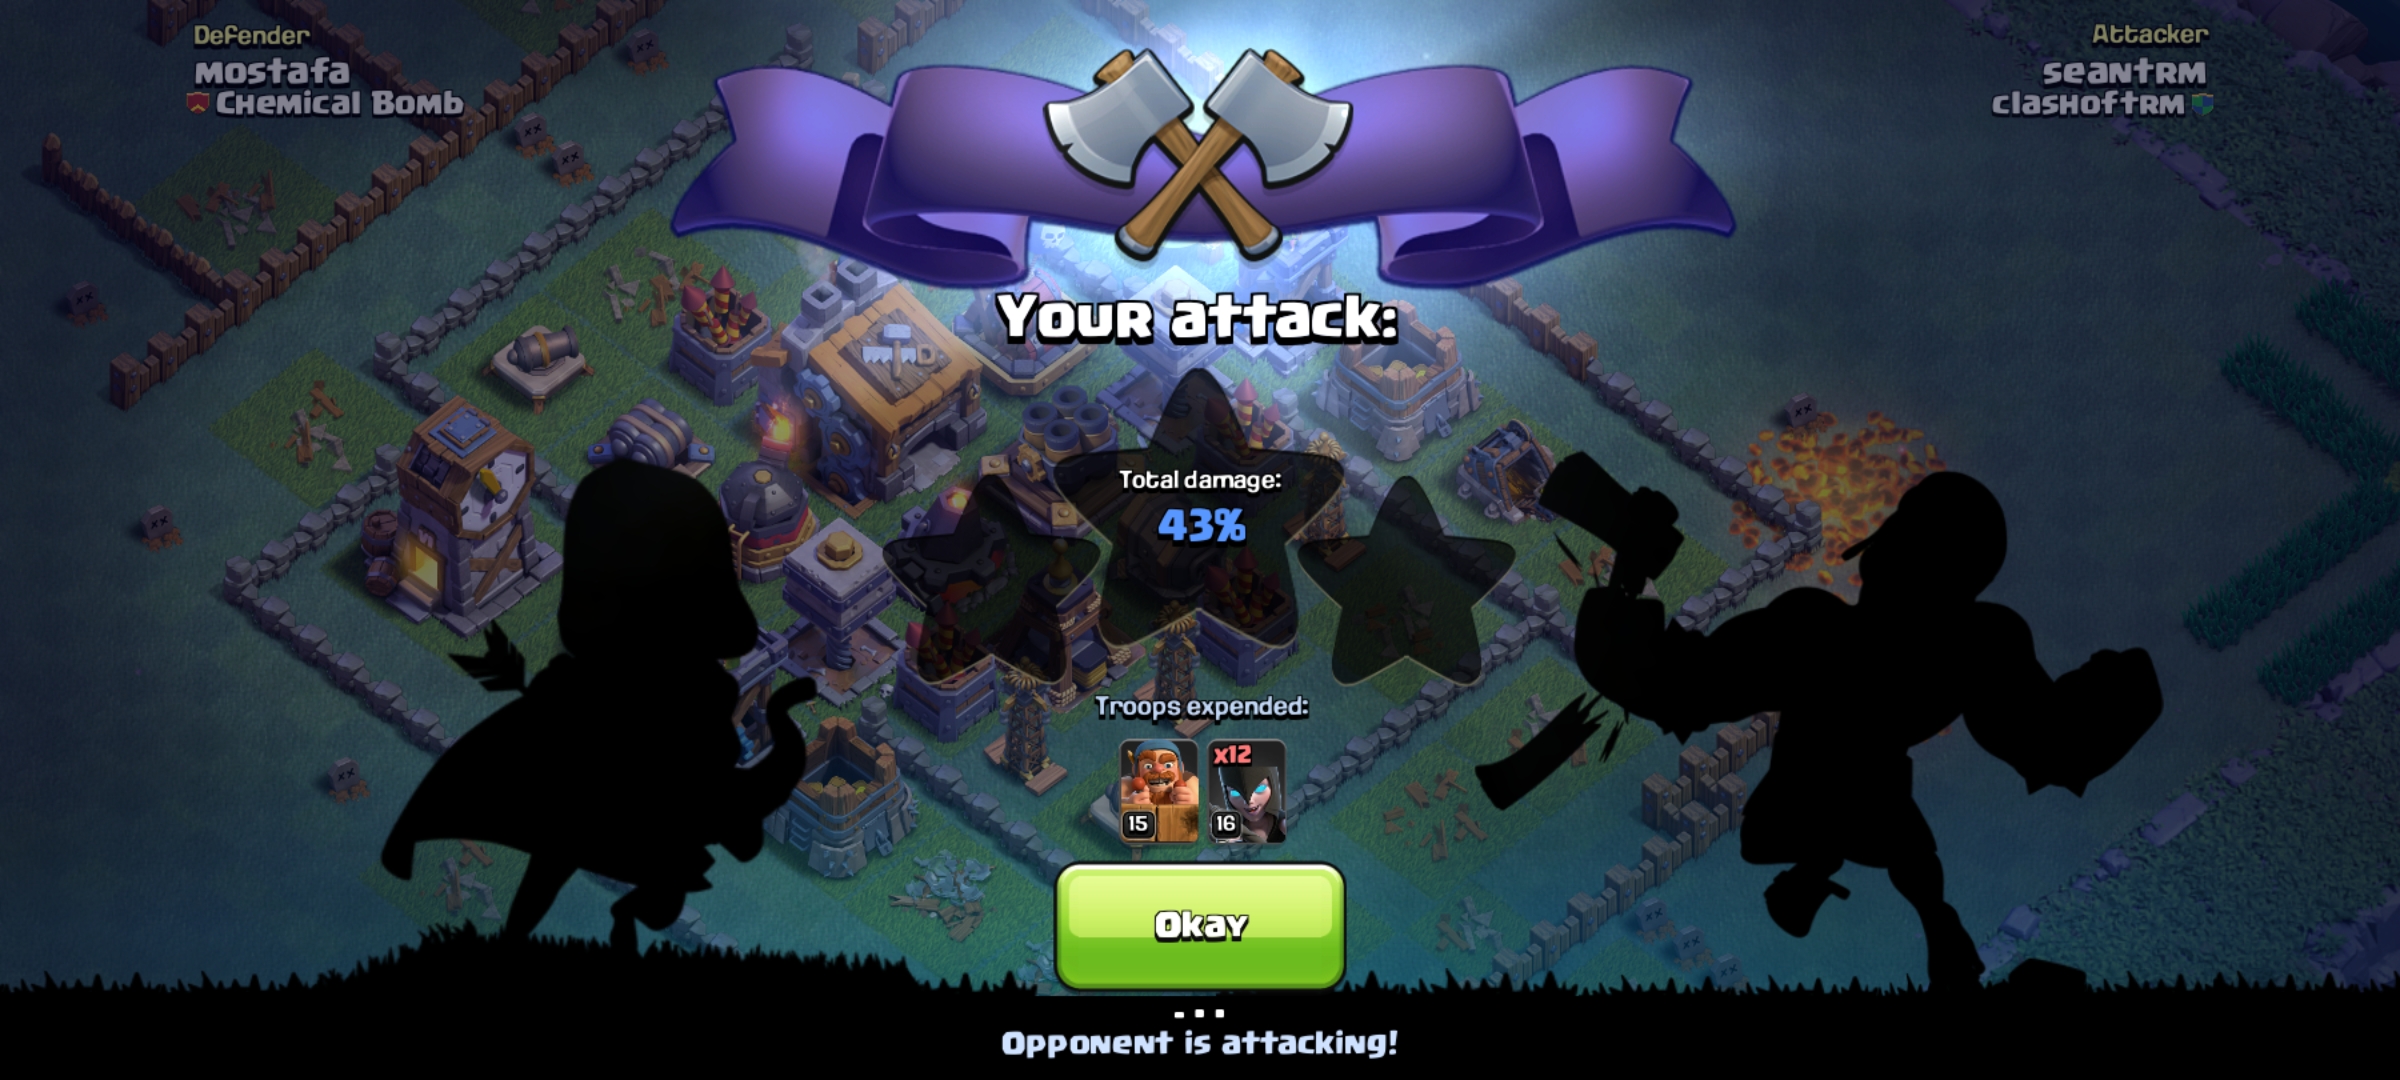 Defender
mostafa
Chemical Bomb
Attacker
seantRM
clashoftRM
Your attack:
Total damage:
43%
Troops expended:
x12
15
16
Okay
Opponent is attacking!